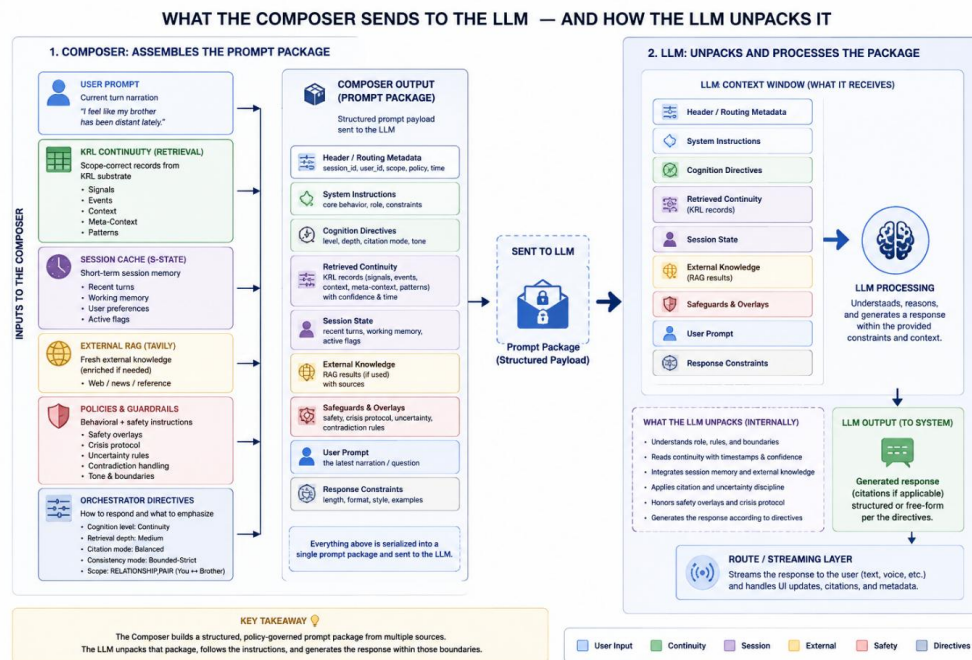 WHAT THE COMPOSER SENDS TO THE LLM — AND HOW THE LLM UNPACKS IT
1. COMPOSER: ASSEMBLES THE PROMPT PACKAGE
INPUTS TO THE COMPOSER
USER PROMPT
Current turn narration
"I feel like my brother
has been distant lately."
KRL CONTINUITY (RETRIEVAL)
Scope-correct records from
KRL substrate
• Signals
• Events
• Context
• Meta-Context
• Patterns
SESSION CACHE (S-STATE)
Short-term session memory
• Recent turns
• Working memory
• User preferences
• Active flags
EXTERNAL RAG (TAVILY)
Fresh external knowledge
(enriched if needed)
• Web / news / reference
POLICIES & GUARDRAILS
Behavioral + safety instructions
• Safety overlays
• Crisis protocol
• Uncertainty rules
• Contradiction handling
• Tone & boundaries
ORCHESTRATOR DIRECTIVES
How to respond and what to emphasize
• Cognition level: Continuity
• Retrieval depth: Medium
• Citation mode: Balanced
• Consistency mode: Bounded-Strict
• Scope: RELATIONSHIP,PAIR (You ↔ Brother)
COMPOSER OUTPUT
(PROMPT PACKAGE)
Structured prompt payload
sent to the LLM
Header / Routing Metadata
session_id, user_id, scope, policy, time
System Instructions
core behavior, role, constraints
Cognition Directives
level, depth, citation mode, tone
Retrieved Continuity
KRL records (signals, events,
context, meta-context, patterns)
with confidence & time
Session State
recent turns, working memory,
active flags
External Knowledge
RAG results (if used)
with sources
Safeguards & Overlays
safety, crisis protocol, uncertainty,
contradiction rules
User Prompt
the latest narration / question
Response Constraints
length, format, style, examples
Everything above is serialized into a
single prompt package and sent to the LLM.
SENT TO LLM
Prompt Package
(Structured Payload)
2. LLM: UNPACKS AND PROCESSES THE PACKAGE
LLM CONTEXT WINDOW (WHAT IT RECEIVES)
Header / Routing Metadata
System Instructions
Cognition Directives
Retrieved Continuity
(KRL records)
Session State
External Knowledge
(RAG results)
Safeguards & Overlays
User Prompt
Response Constraints
LLM PROCESSING
Understands, reasons,
and generates a response
within the provided
constraints and context.
WHAT THE LLM UNPACKS (INTERNALLY)
• Understands role, rules, and boundaries
• Reads continuity with timestamps & confidence
• Integrates session memory and external knowledge
• Applies citation and uncertainty discipline
• Honors safety overlays and crisis protocol
• Generates the response according to directives
LLM OUTPUT (TO SYSTEM)
Generated response
(citations if applicable)
structured or free-form
per the directives.
ROUTE / STREAMING LAYER
Streams the response to the user (text, voice, etc.)
and handles UI updates, citations, and metadata.
KEY TAKEAWAY
The Composer builds a structured, policy-governed prompt package from multiple sources.
The LLM unpacks that package, follows the instructions, and generates the response within those boundaries.
User Input
Continuity
Session
External
Safety
Directives